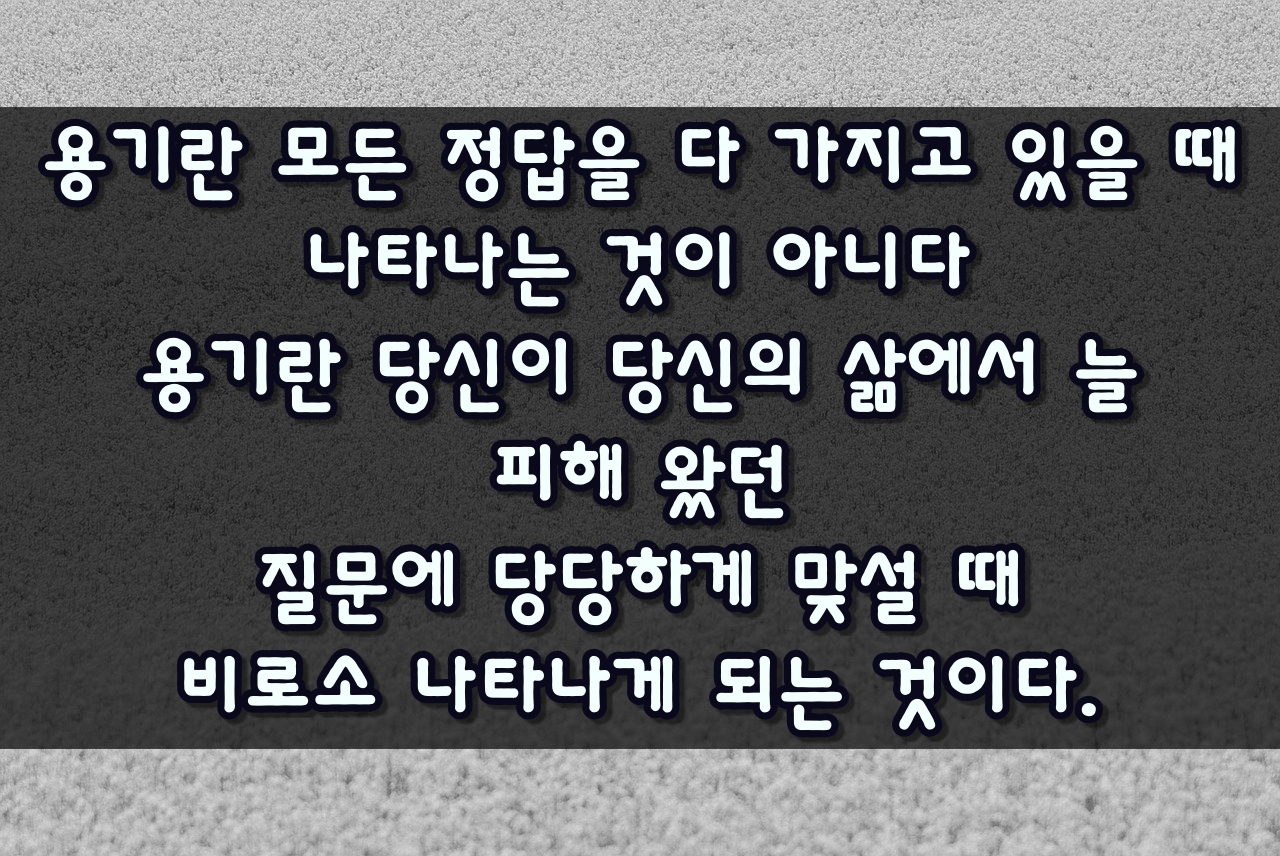 용기란 모든 정답을 다 가지고 있을 때
나타나는 것이 아니다
용기란 당신이 당신의 삶에서 늘
피해 왔던
질문에 당당하게 맞설 때
비로소 나타나게 되는 것이다.